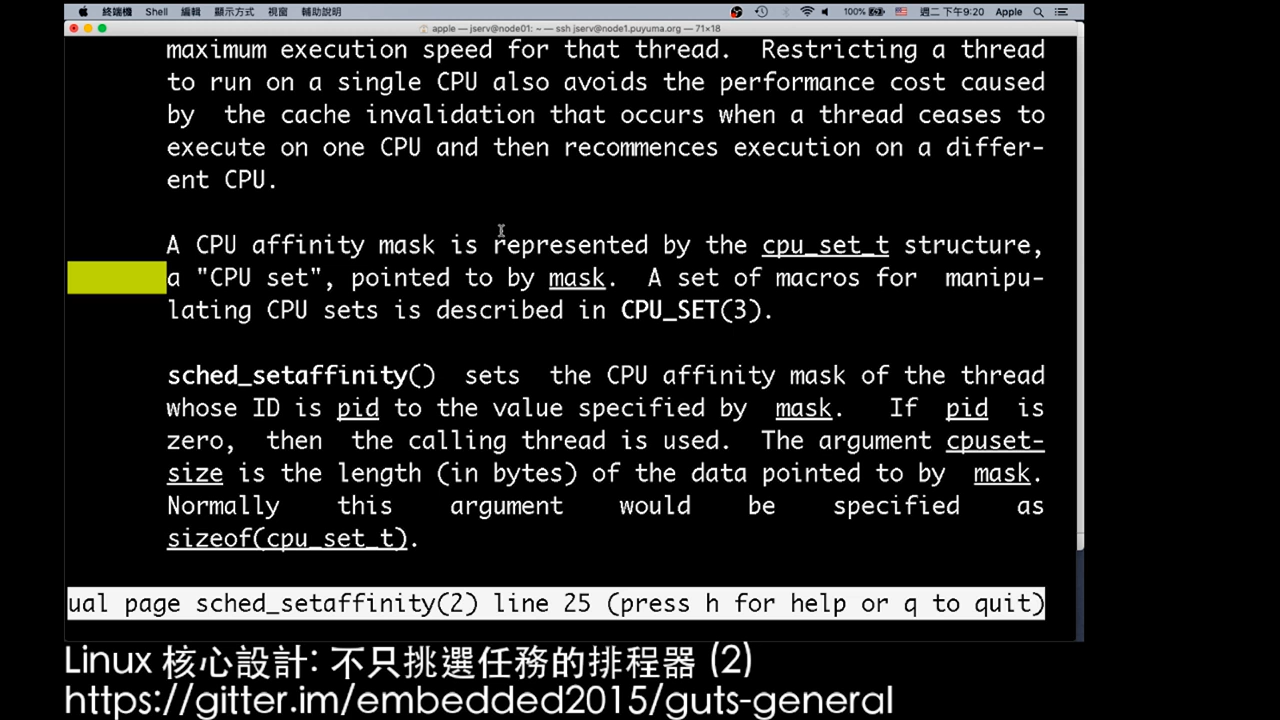 終端機 Shell 編輯 顯示方式 視窗 輔助說明 100% 週二 下午9:20 Apple
apple — jserv@node01: ~ — ssh jserv@node1.puyuma.org — 71×18
maximum execution speed for that thread. Restricting a thread
to run on a single CPU also avoids the performance cost caused
by the cache invalidation that occurs when a thread ceases to
execute on one CPU and then recommences execution on a differ-
ent CPU.
A CPU affinity mask is represented by the cpu_set_t structure,
a "CPU set", pointed to by mask. A set of macros for manipu-
lating CPU sets is described in CPU_SET(3).
sched_setaffinity() sets the CPU affinity mask of the thread
whose ID is pid to the value specified by mask. If pid is
zero, then the calling thread is used. The argument cpuset-
size is the length (in bytes) of the data pointed to by mask.
Normally this argument would be specified as
sizeof(cpu_set_t).
ual page sched_setaffinity(2) line 25 (press h for help or q to quit)
Linux 核心設計: 不只挑選任務的排程器 (2)
https://gitter.im/embedded2015/guts-general